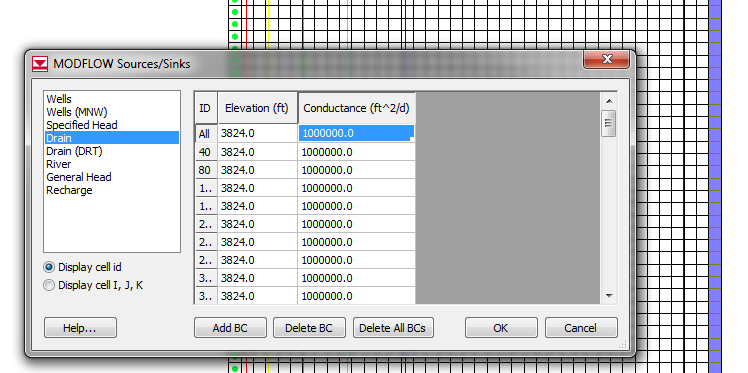 MODFLOW Sources/Sinks
Wells
Wells (MNW)
Specified Head
Drain
Drain (DRT)
River
General Head
Recharge
Display cell id
Display cell I, J, K
ID Elevation (ft) Conductance (ft^2/d)
All 3824.0 1000000.0
40 3824.0 1000000.0
80 3824.0 1000000.0
1.. 3824.0 1000000.0
1.. 3824.0 1000000.0
2.. 3824.0 1000000.0
2.. 3824.0 1000000.0
2.. 3824.0 1000000.0
3.. 3824.0 1000000.0
3.. 3824.0 1000000.0
Help... Add BC Delete BC Delete All BCs OK Cancel